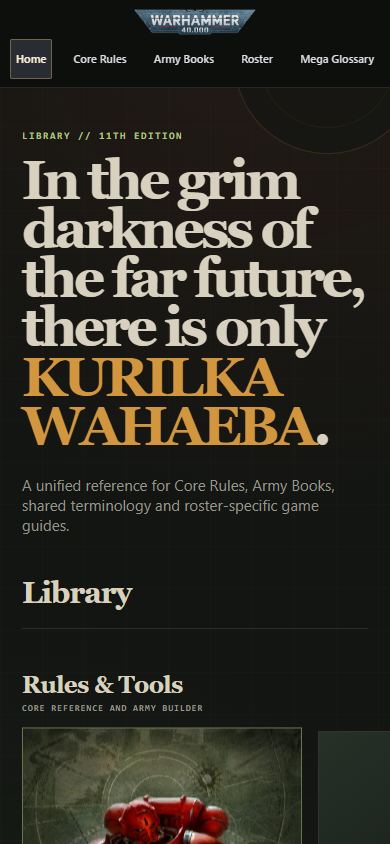 WARHAMMER
40,000
Home Core Rules Army Books Roster Mega Glossary
LIBRARY // 11TH EDITION
In the grim
darkness of
the far future,
there is only
KURILKA
WAHAEBA.
A unified reference for Core Rules, Army Books,
shared terminology and roster-specific game
guides.
Library
Rules & Tools
CORE REFERENCE AND ARMY BUILDER